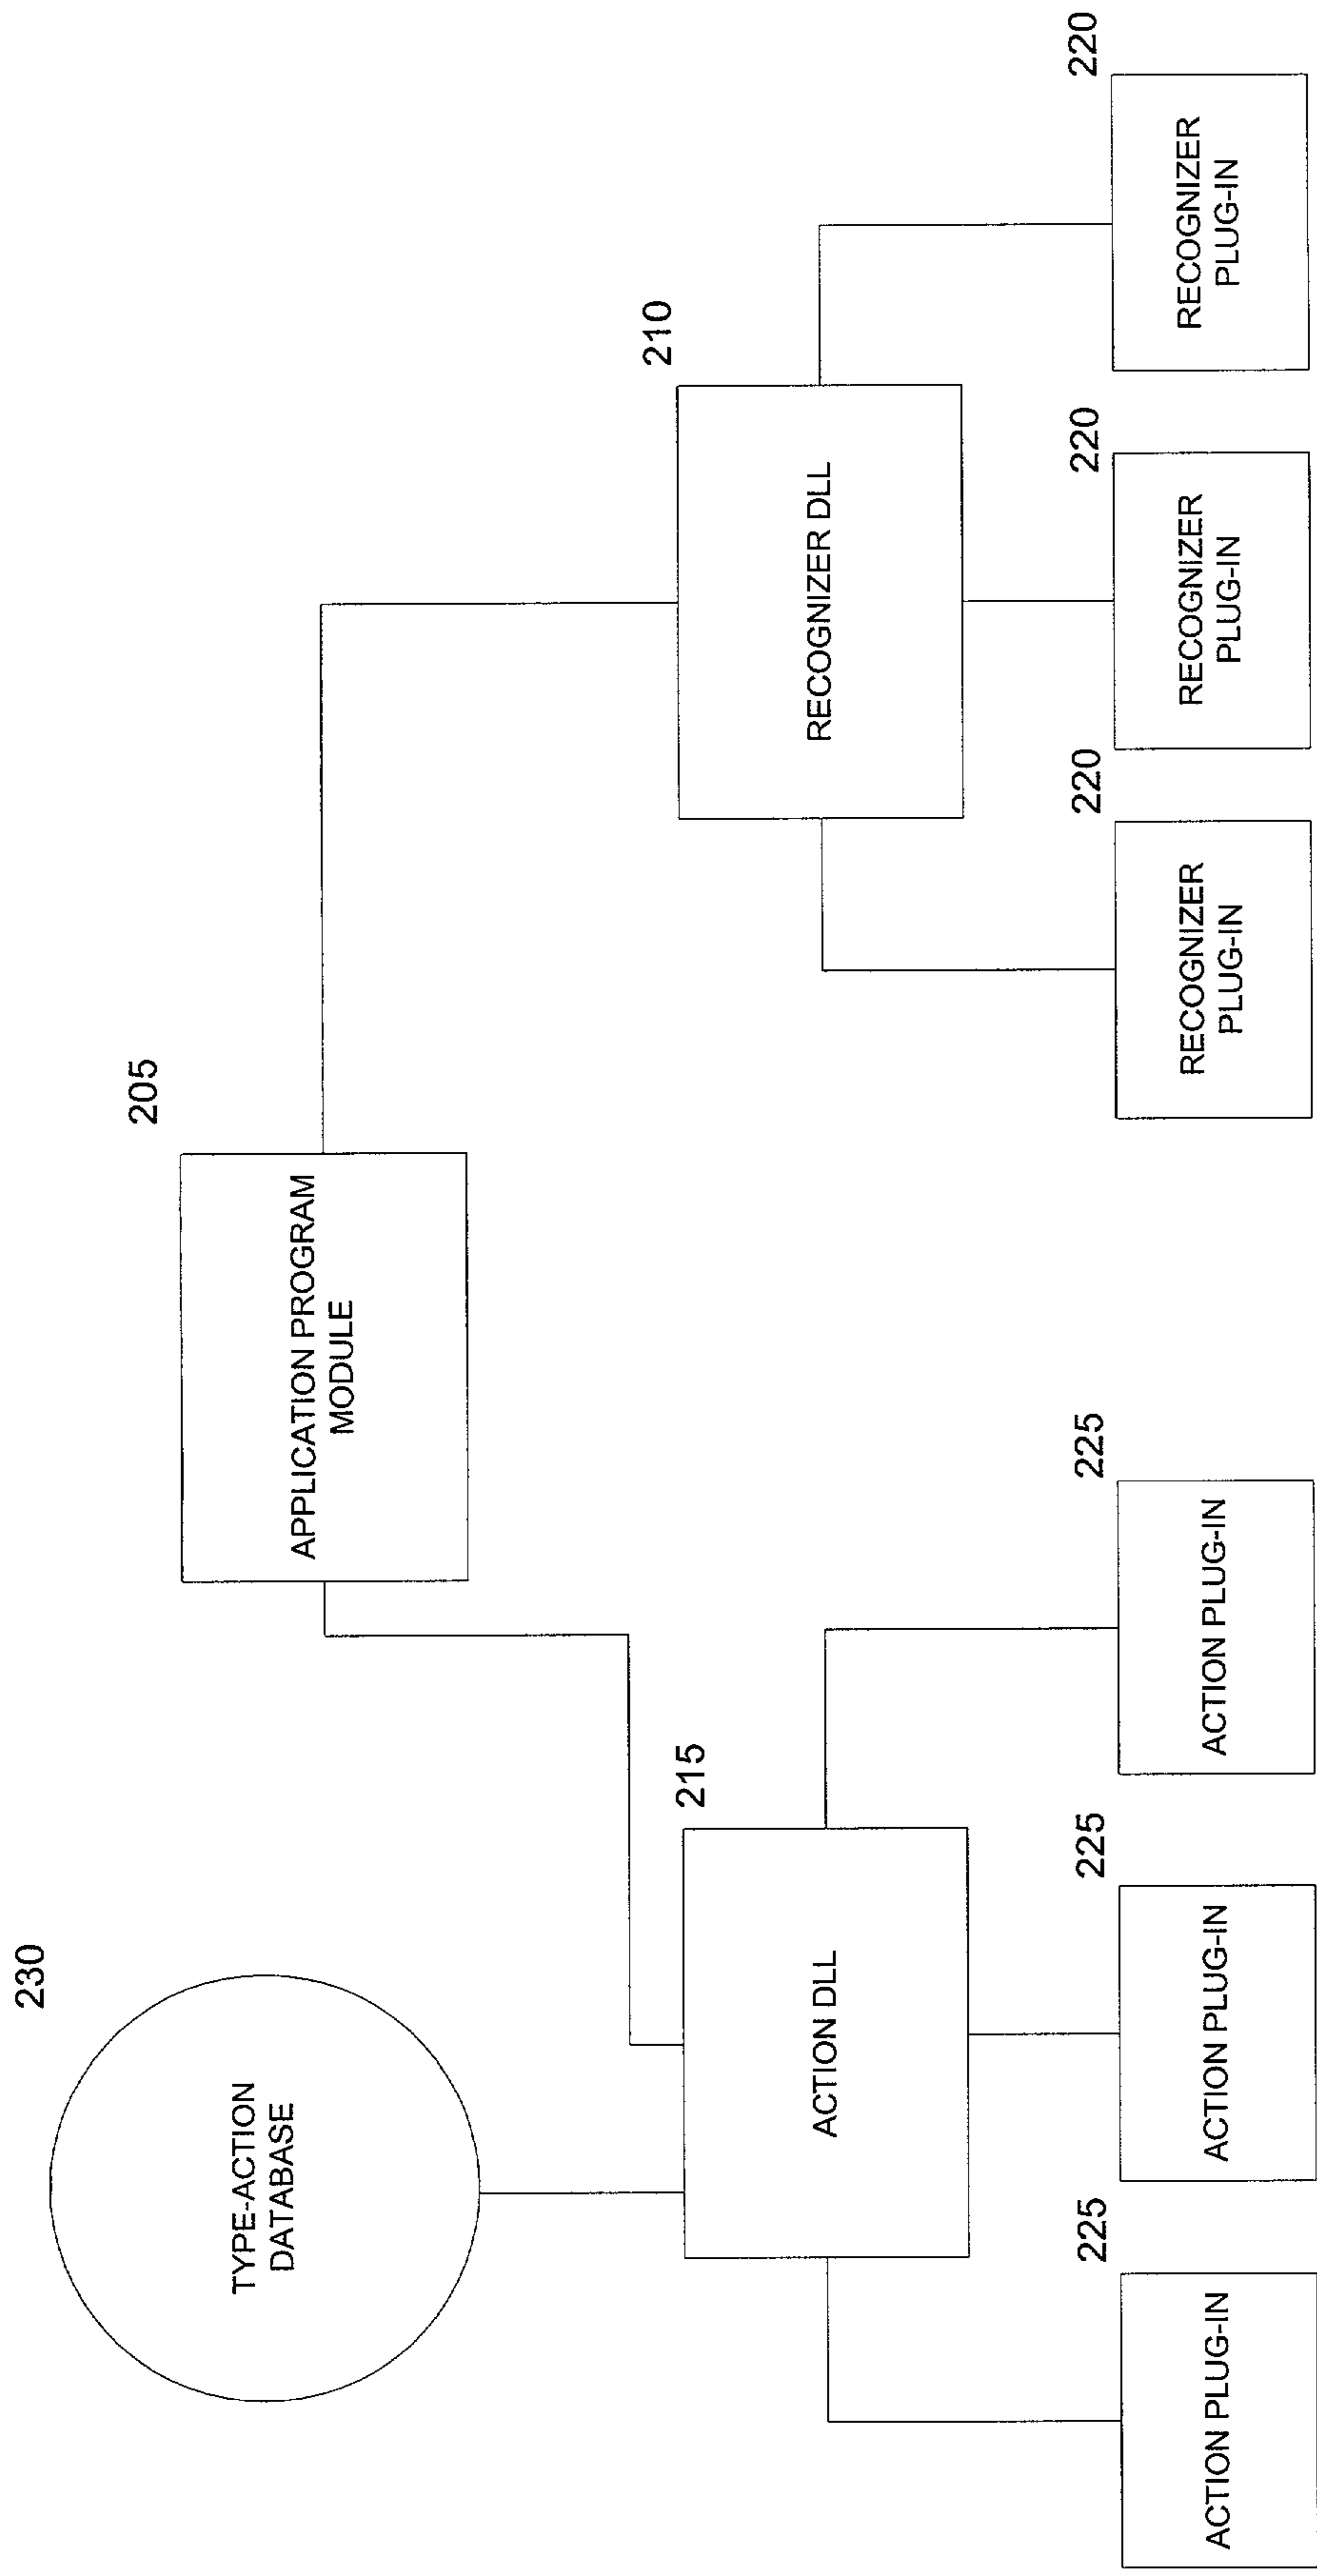 230
TYPE-ACTION
DATABASE
205
APPLICATION PROGRAM
MODULE
215
ACTION DLL
210
RECOGNIZER DLL
225
ACTION PLUG-IN
225
ACTION PLUG-IN
225
ACTION PLUG-IN
220
RECOGNIZER
PLUG-IN
220
RECOGNIZER
PLUG-IN
220
RECOGNIZER
PLUG-IN